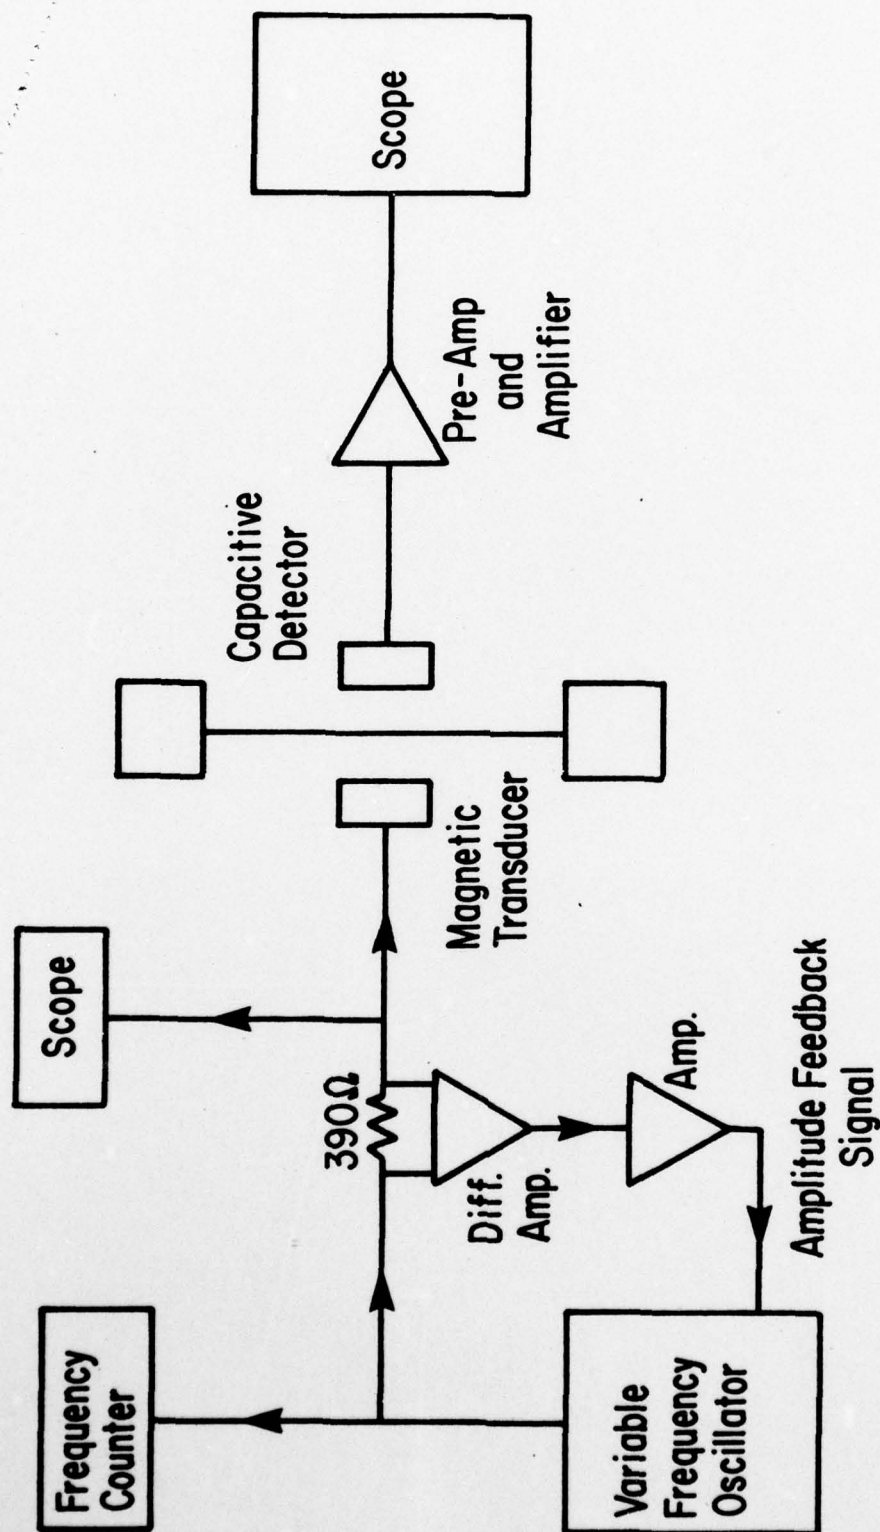 Frequency
Counter
Scope
390Ω
Diff.
Amp.
Amp.
Variable
Frequency
Oscillator
Amplitude Feedback
Signal
Magnetic
Transducer
Capacitive
Detector
Pre-Amp
and
Amplifier
Scope